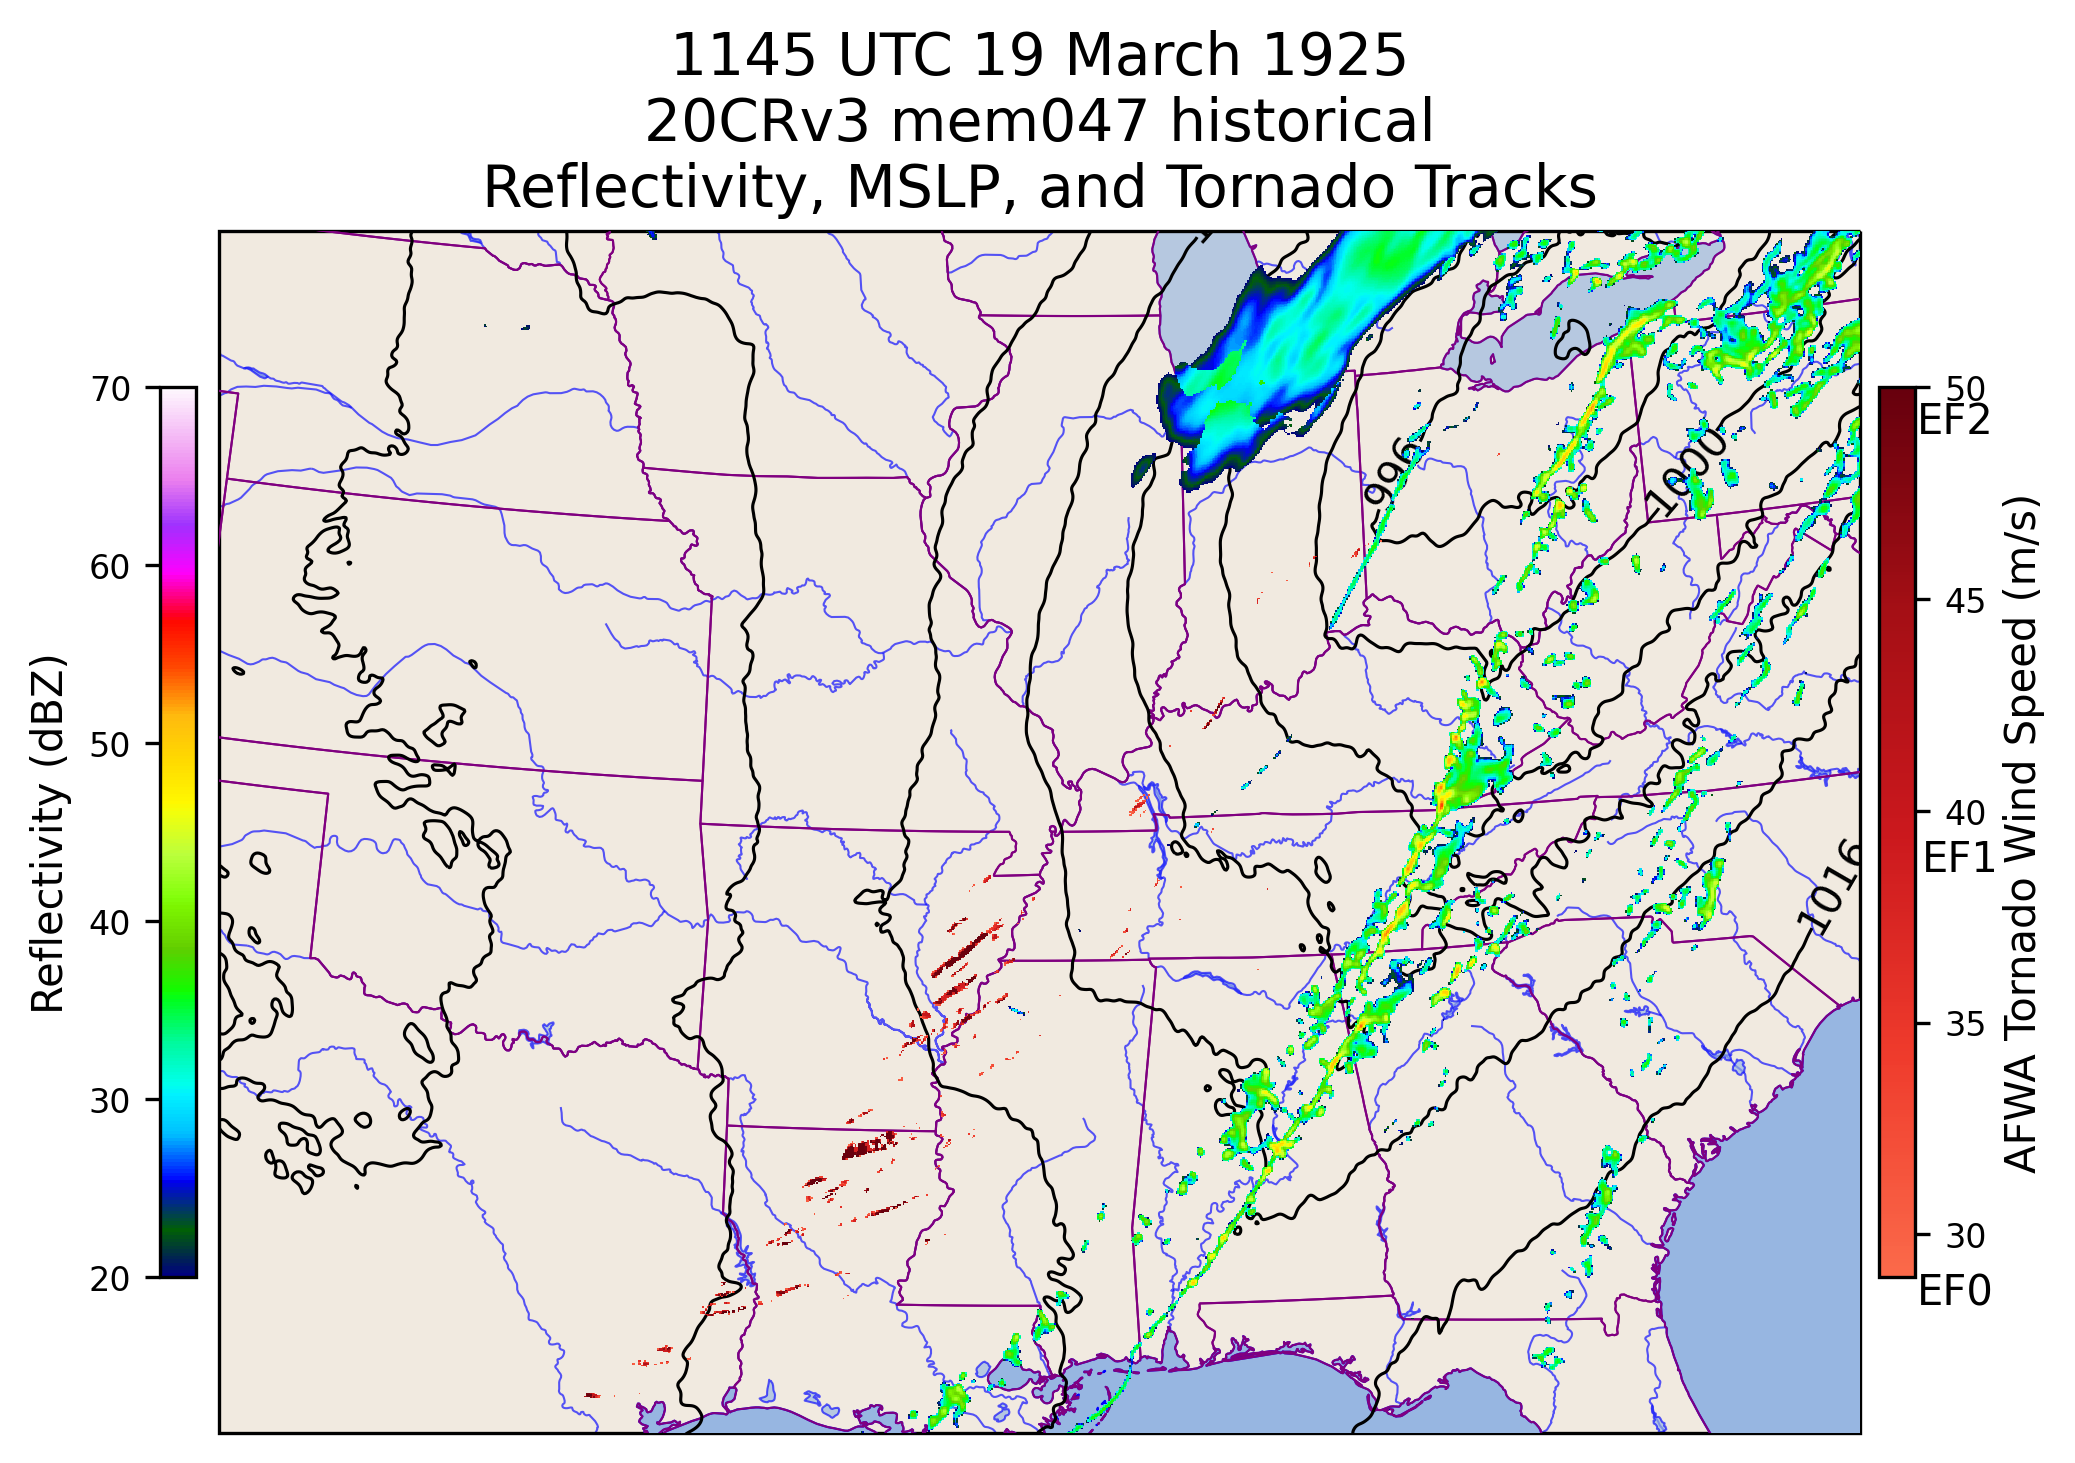 1145 UTC 19 March 1925
20CRv3 mem047 historical
Reflectivity, MSLP, and Tornado Tracks
70
60
50
40
30
20
Reflectivity (dBZ)
996
1000
1016
50
EF2
45
40
EF1
35
30
EF0
AFWA Tornado Wind Speed (m/s)